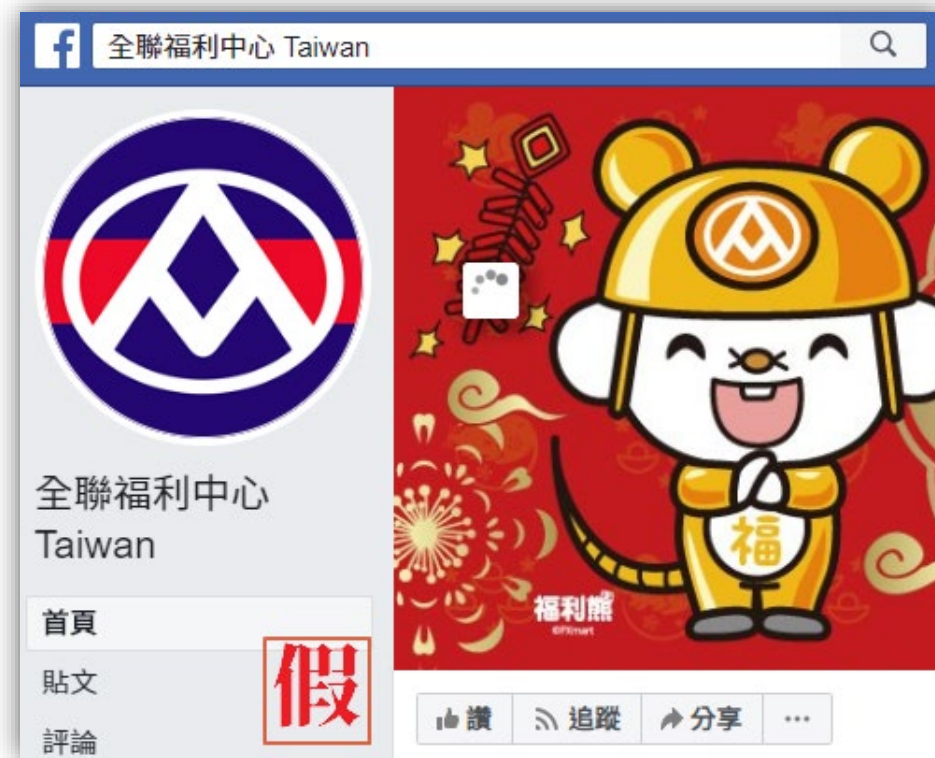 全聯福利中心 Taiwan
全聯福利中心
Taiwan
首頁
貼文
評論
假
福
福利熊
©PXmart
讚
追蹤
分享